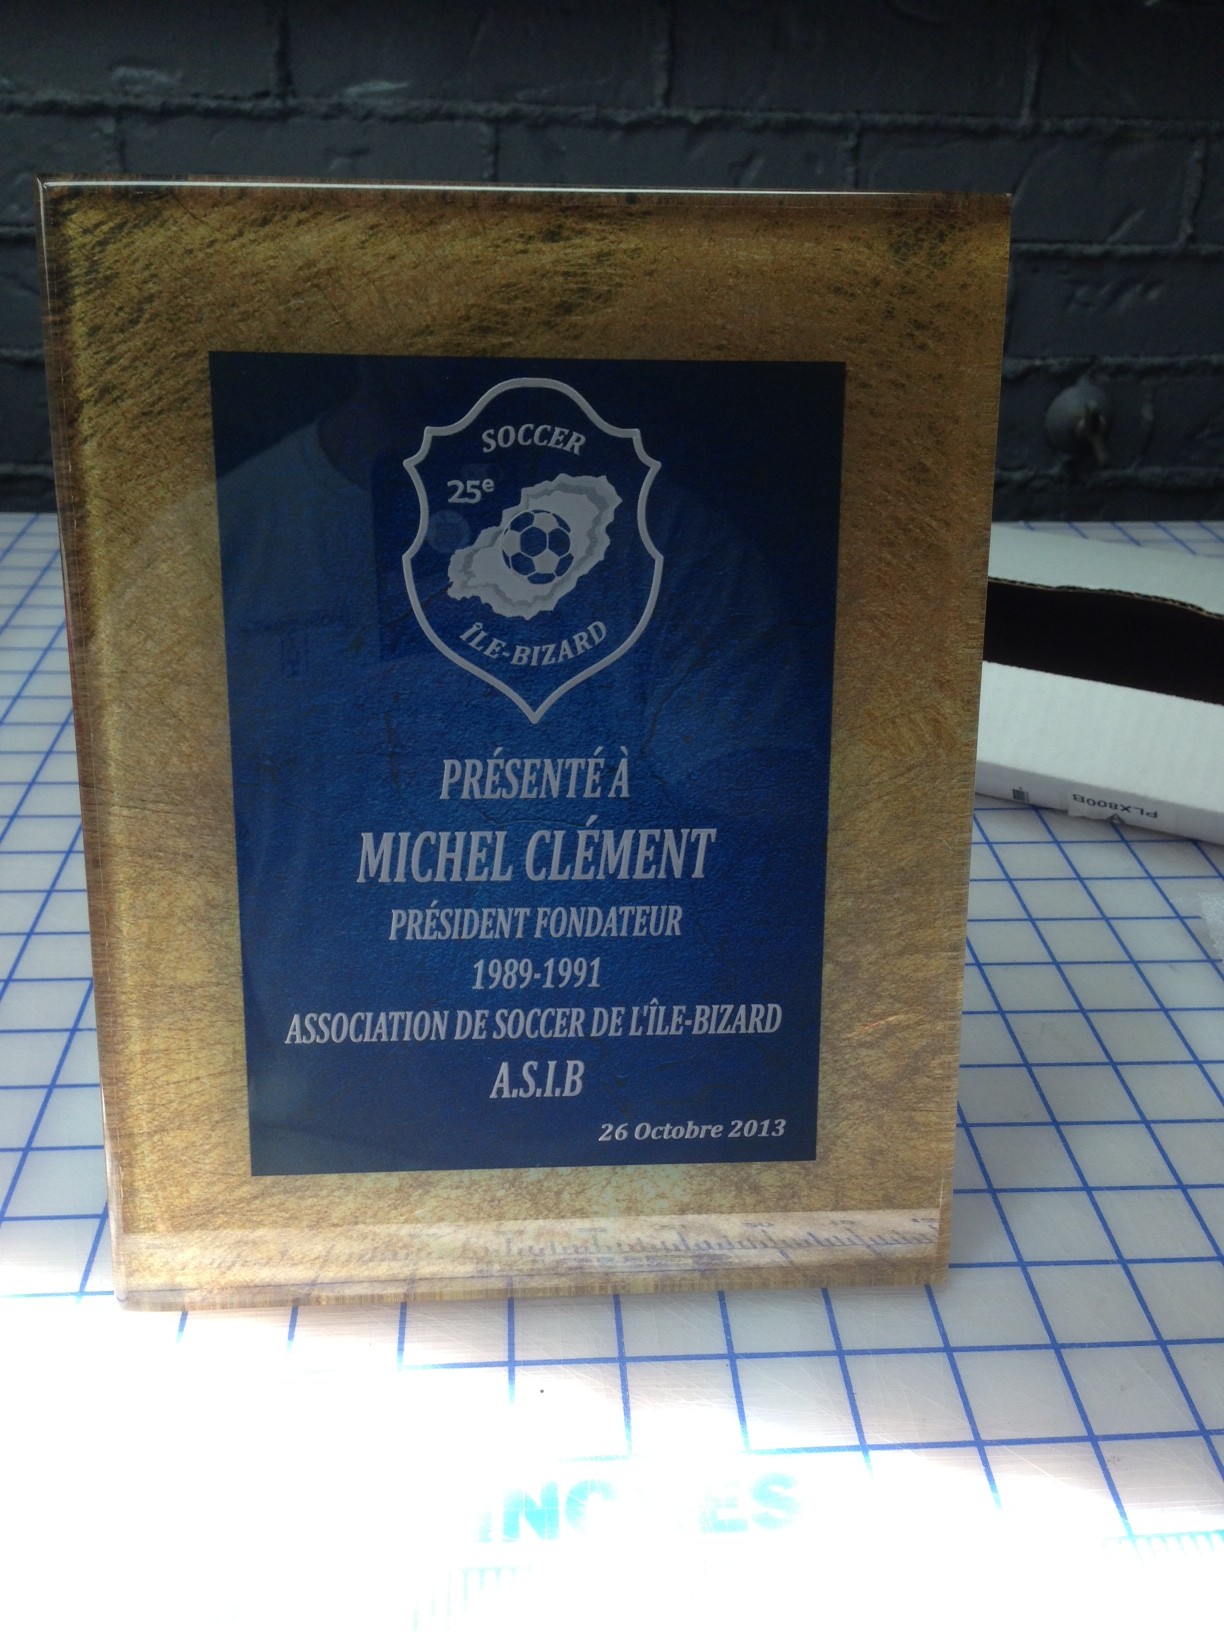 SOCCER
25e
ÎLE-BIZARD
PRÉSENTÉ À
MICHEL CLÉMENT
PRÉSIDENT FONDATEUR
1989-1991
ASSOCIATION DE SOCCER DE L'ÎLE-BIZARD
A.S.I.B
26 Octobre 2013
PLX800B